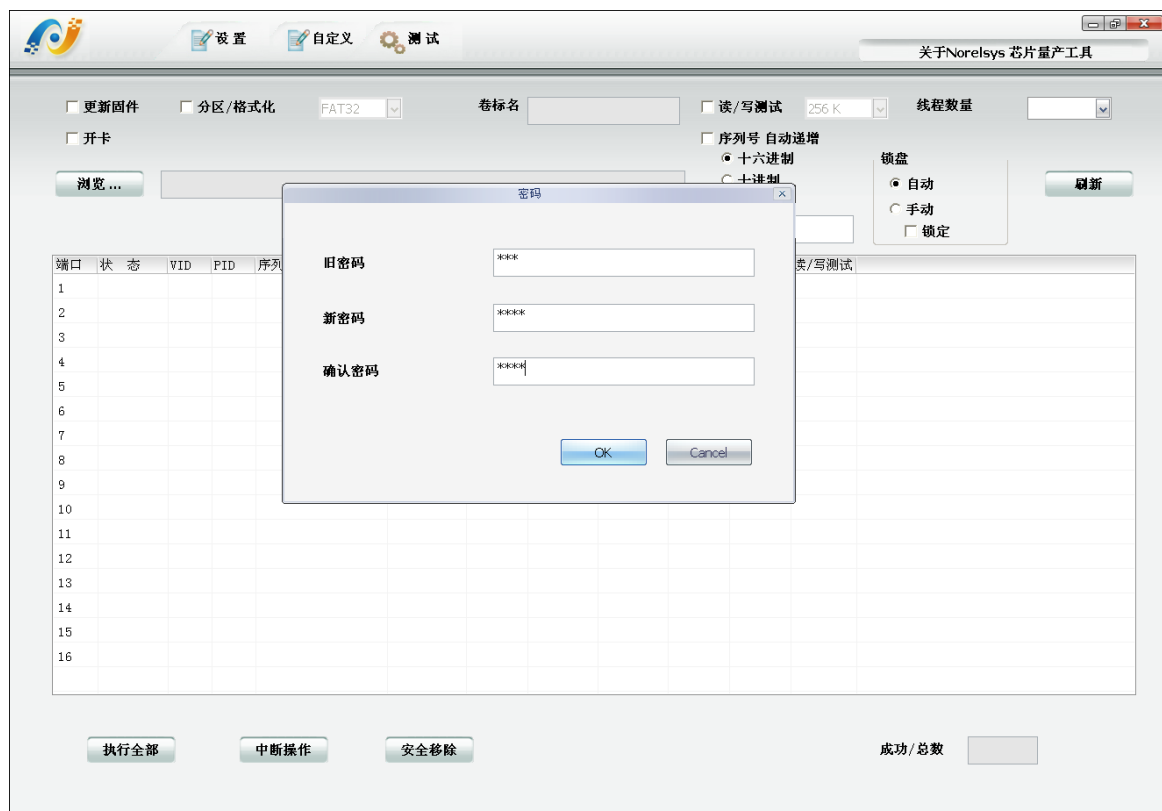 设置 自定义 测试
关于Norelsys 芯片量产工具
更新固件 分区/格式化 FAT32 卷标名 读/写测试 256 K 线程数量
开卡 序列号 自动递增
十六进制 锁盘
浏览 ... 十进制 自动 刷新
手动
锁定
密码
旧密码 ***
新密码 ****
确认密码 ****
OK Cancel
端口 状 态 VID PID 序列 读/写测试
1
2
3
4
5
6
7
8
9
10
11
12
13
14
15
16
执行全部 中断操作 安全移除 成功/总数